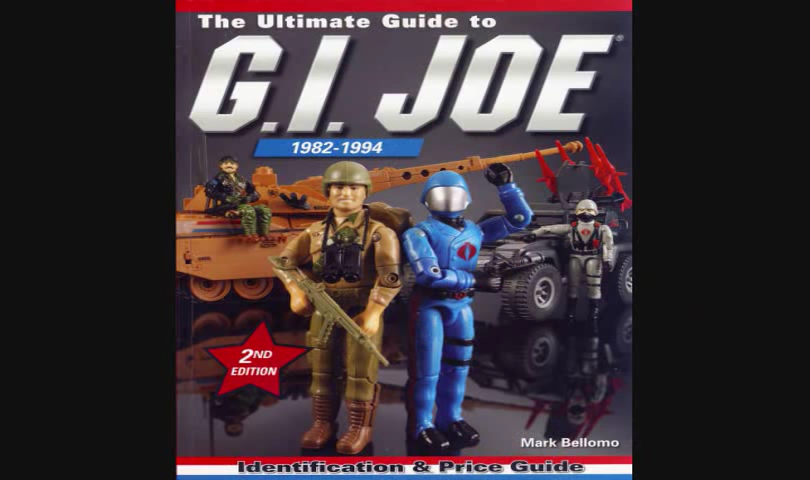 The Ultimate Guide to
G.I. JOE®
1982-1994
2ND
EDITION
Mark Bellomo
Identification & Price Guide